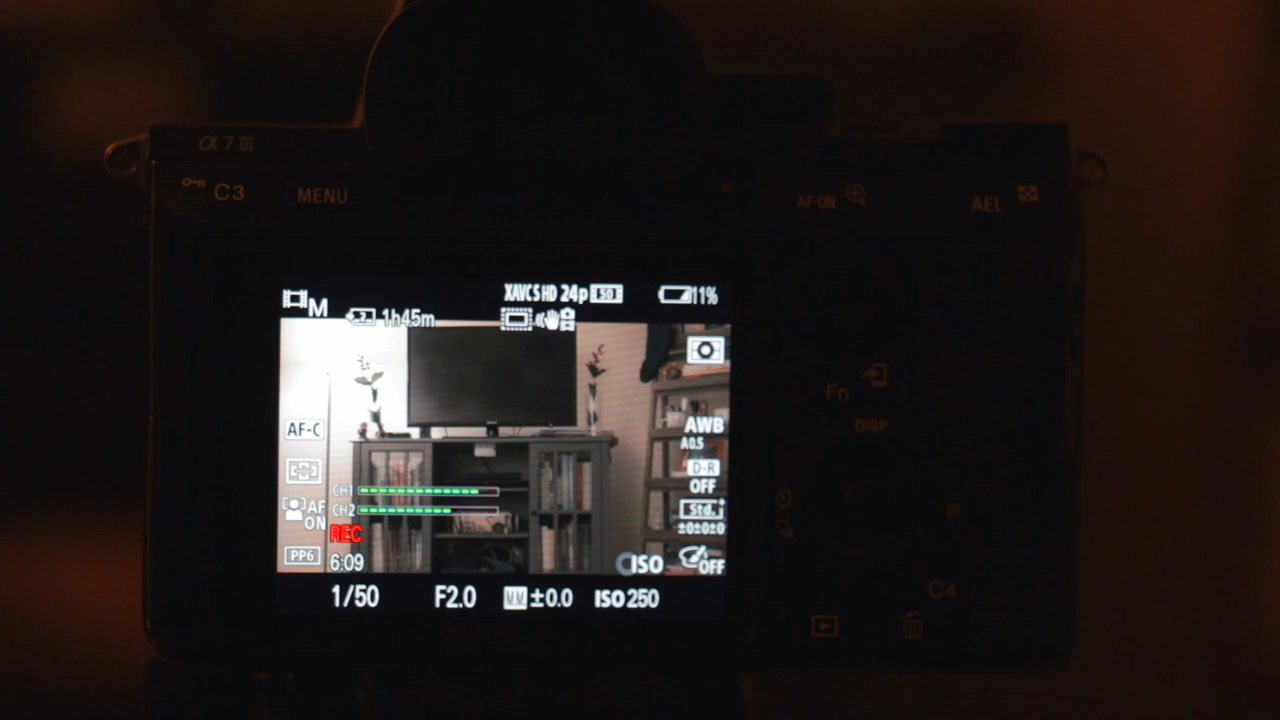 α7III
C3 MENU
AF-ON AEL
XAVC S HD 24p 50 11%
M
1h45m
Fn
DISP
AF-C
AWB
A0.5
D-R
OFF
CH1
CH2
Std.
±0±0±0
AF
ON
REC
PP6
6:09
ISO
OFF
C4
1/50 F2.0 MM ±0.0 ISO 250